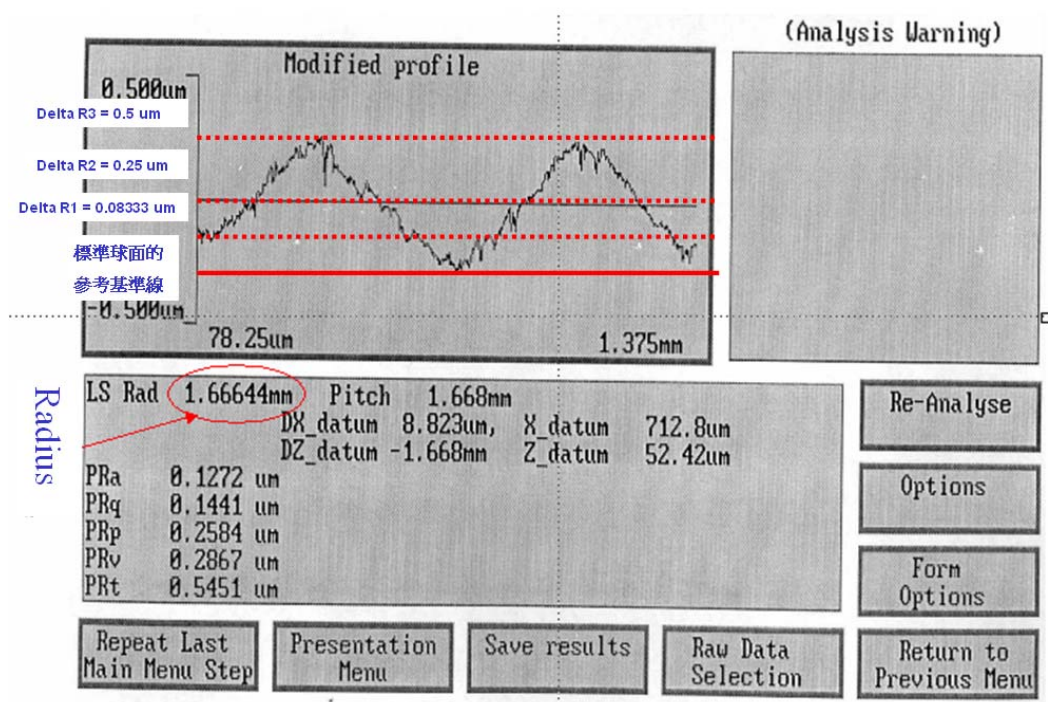 (Analysis Warning)
Modified profile
0.500um
Delta R3 = 0.5 um
Delta R2 = 0.25 um
Delta R1 = 0.08333 um
標準球面的
參考基準線
-0.500um
78.25um 1.375mm
Radius
LS Rad 1.66644mm Pitch 1.668mm
DX_datum 8.823um, X_datum 712.8um
DZ_datum -1.668mm Z_datum 52.42um
PRa 0.1272 um
PRq 0.1441 um
PRp 0.2584 um
PRv 0.2867 um
PRt 0.5451 um
Re-Analyse
Options
Form
Options
Repeat Last
Main Menu Step
Presentation
Menu
Save results
Raw Data
Selection
Return to
Previous Menu